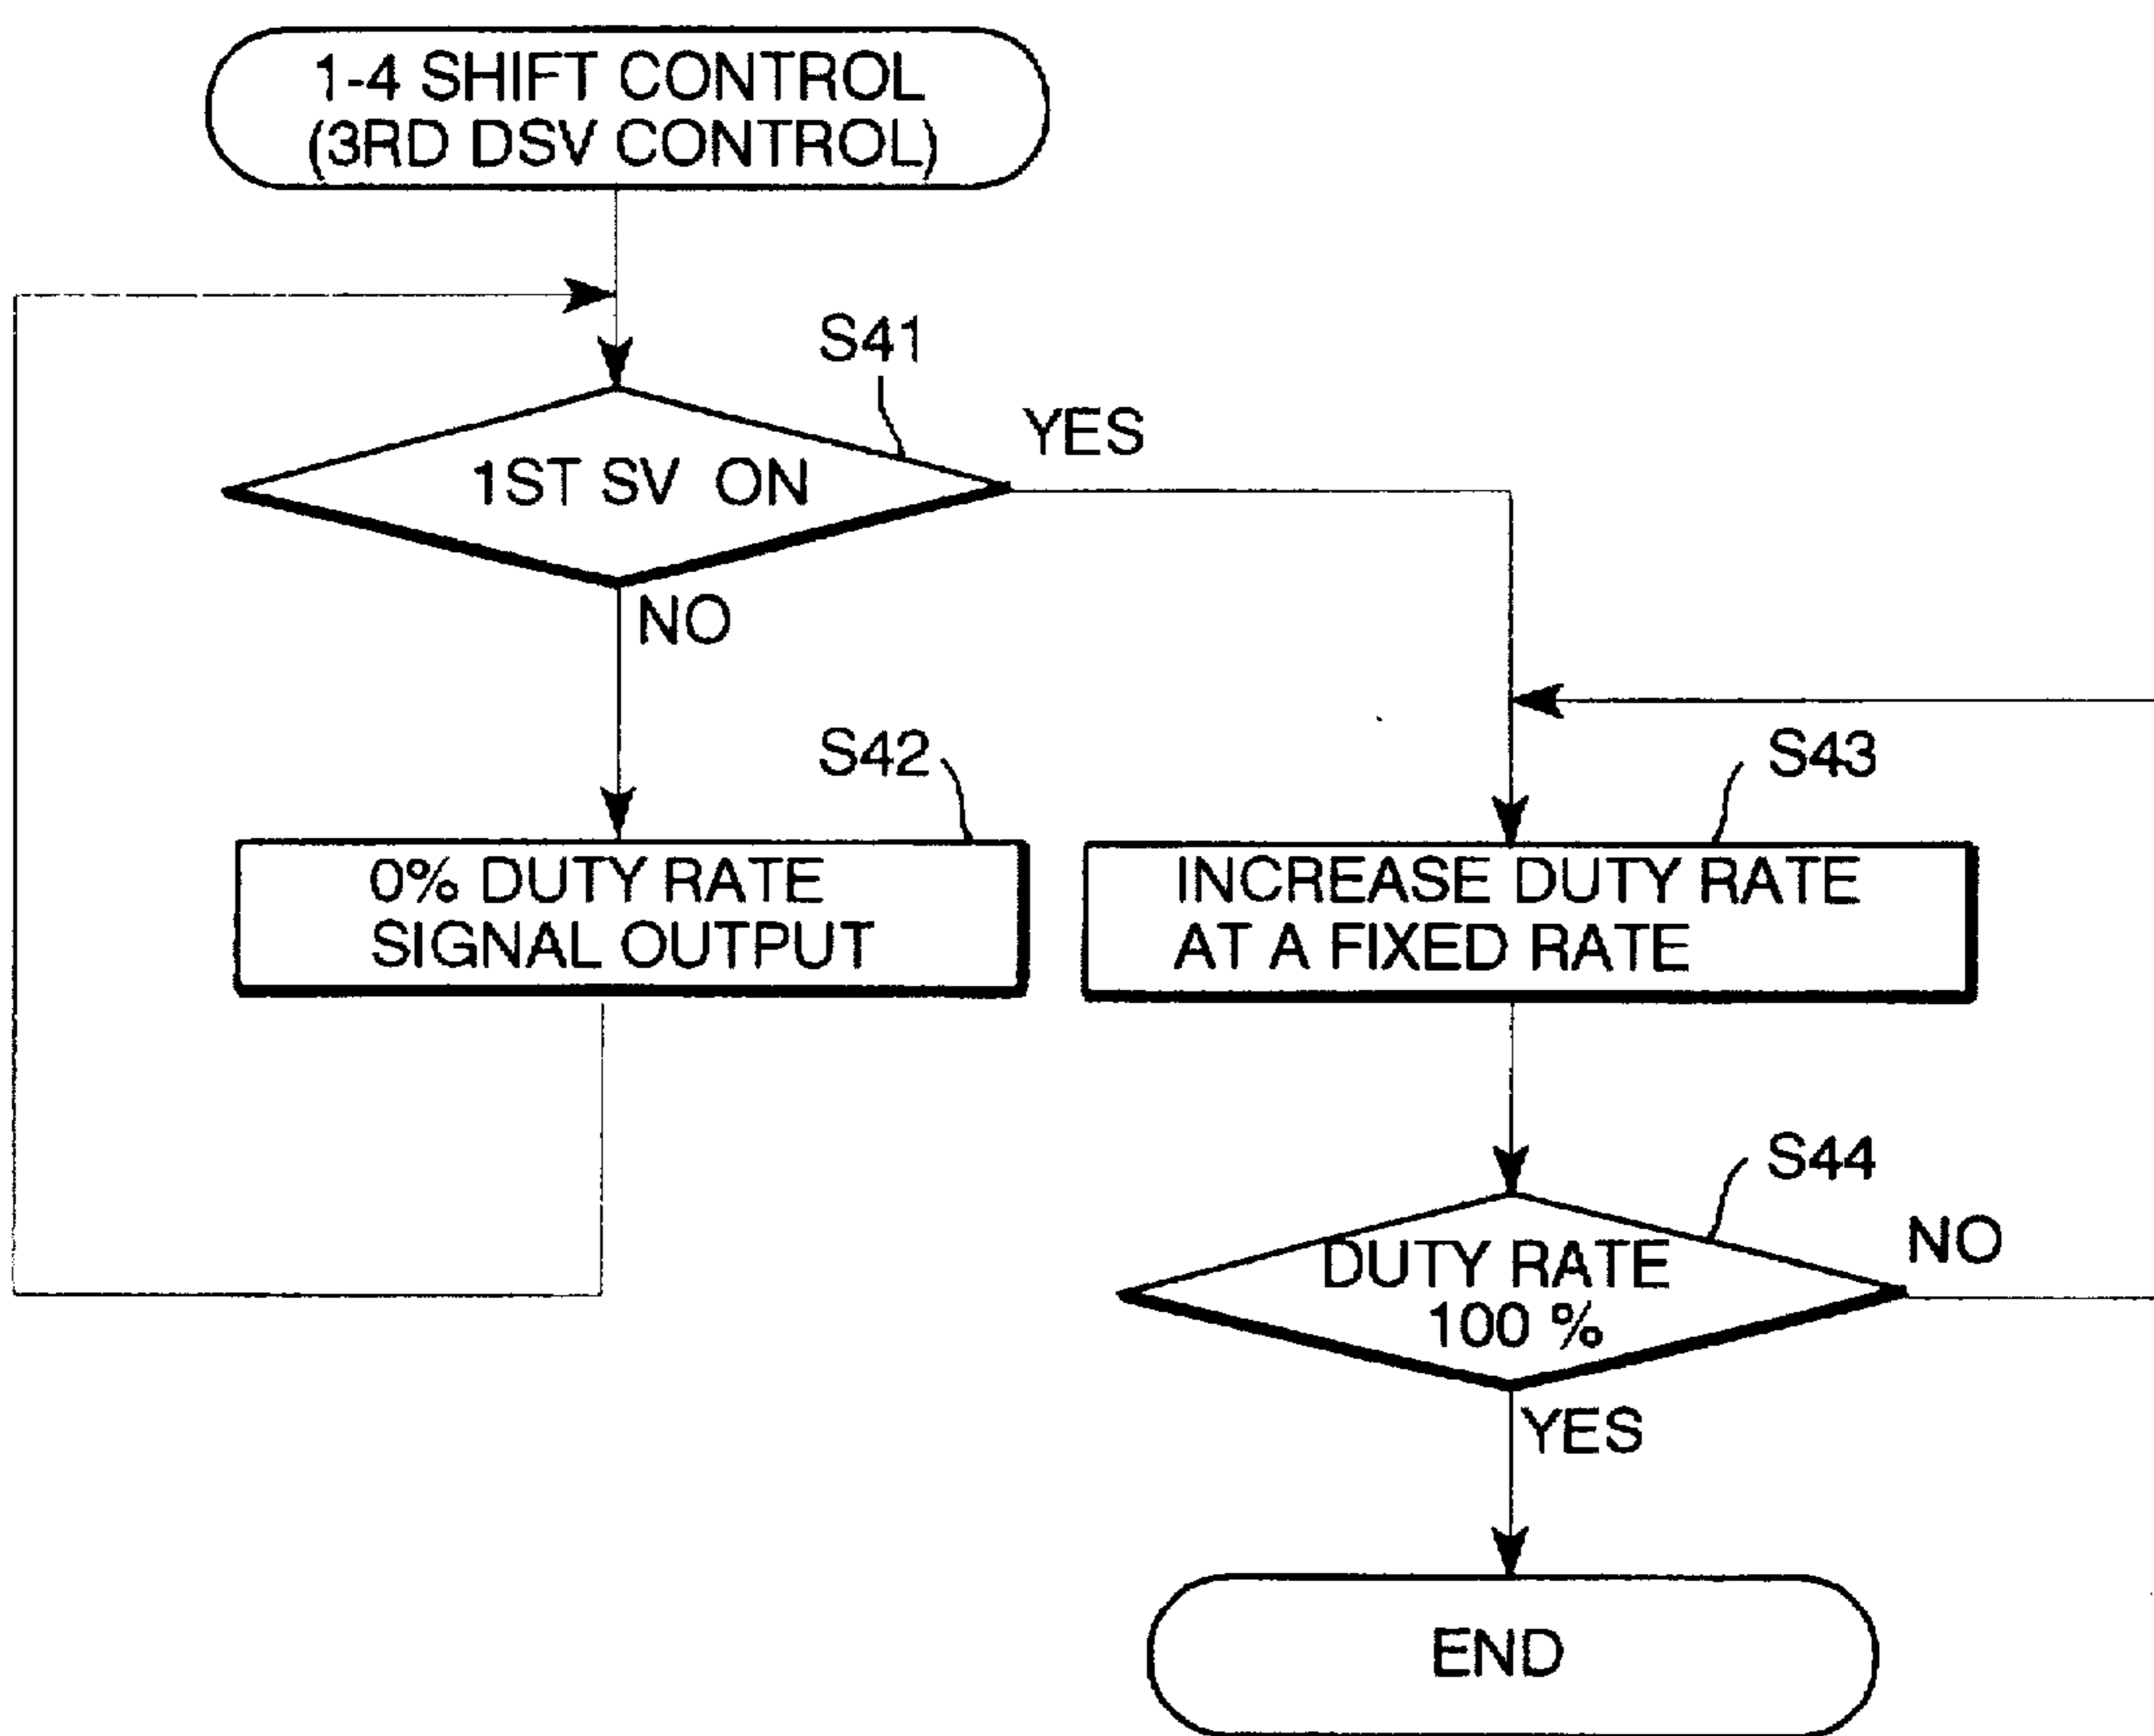 1-4 SHIFT CONTROL
(3RD DSV CONTROL)
S41
YES
1ST SV ON
NO
S42
0% DUTY RATE
SIGNAL OUTPUT
S43
INCREASE DUTY RATE
AT A FIXED RATE
S44
NO
DUTY RATE
100 %
YES
END